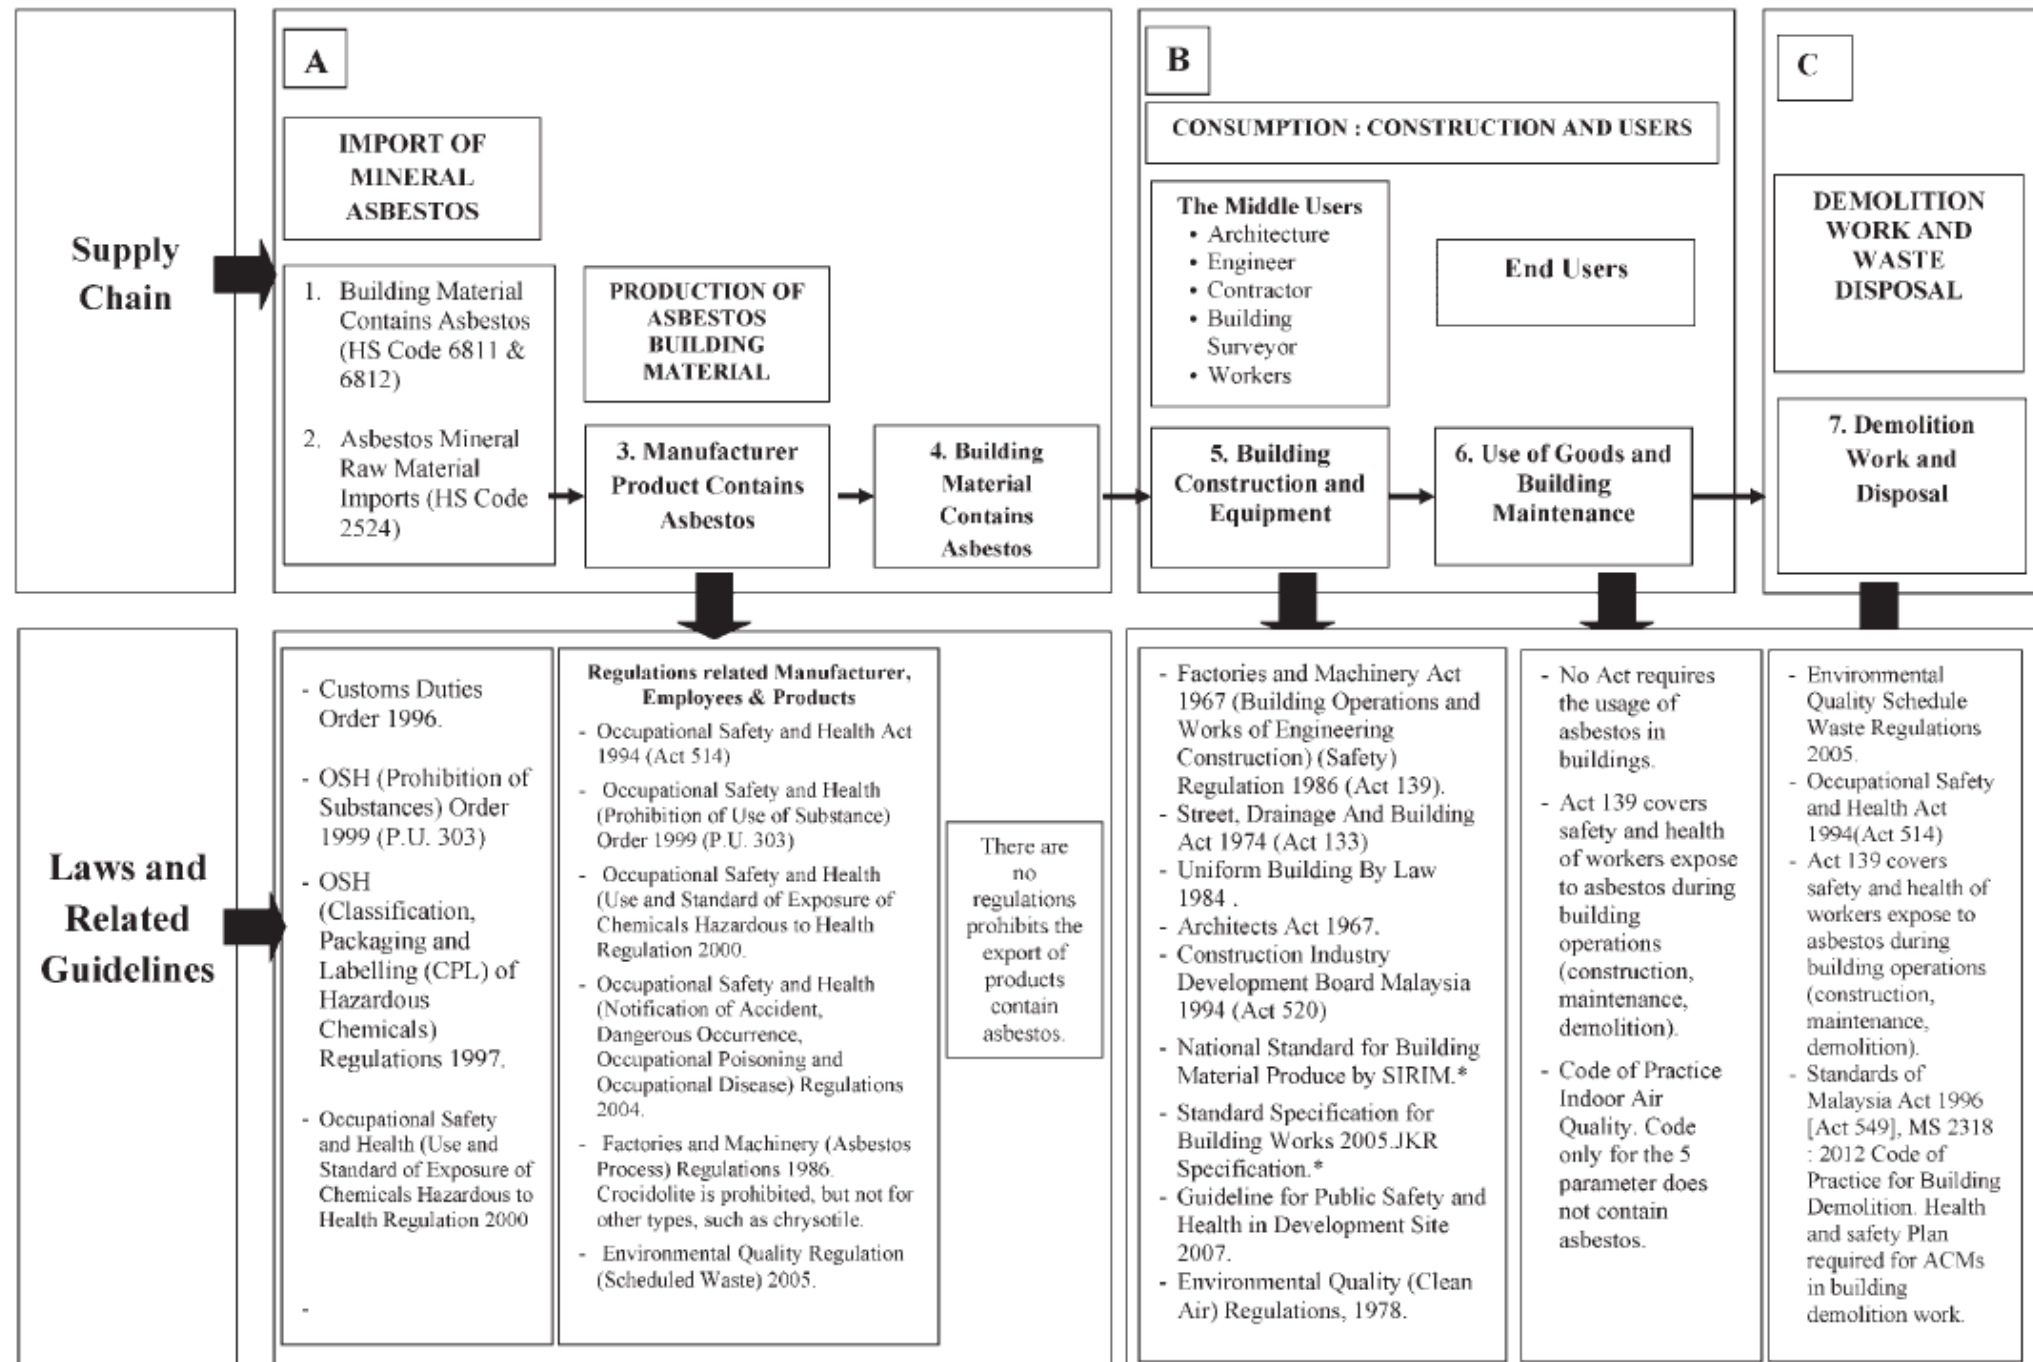 Supply
Chain
A
IMPORT OF
MINERAL
ASBESTOS
1. Building Material
Contains Asbestos
(HS Code 6811 &
6812)
2. Asbestos Mineral
Raw Material
Imports (HS Code
2524)
PRODUCTION OF
ASBESTOS
BUILDING
MATERIAL
3. Manufacturer
Product Contains
Asbestos
4. Building
Material
Contains
Asbestos
B
CONSUMPTION : CONSTRUCTION AND USERS
The Middle Users
• Architecture
• Engineer
• Contractor
• Building
Surveyor
• Workers
End Users
5. Building
Construction and
Equipment
6. Use of Goods and
Building
Maintenance
C
DEMOLITION
WORK AND
WASTE
DISPOSAL
7. Demolition
Work and
Disposal
Laws and
Related
Guidelines
- Customs Duties
Order 1996.
- OSH (Prohibition of
Substances) Order
1999 (P.U. 303)
- OSH
(Classification,
Packaging and
Labelling (CPL) of
Hazardous
Chemicals)
Regulations 1997.
- Occupational Safety
and Health (Use and
Standard of Exposure of
Chemicals Hazardous to
Health Regulation 2000
-
Regulations related Manufacturer,
Employees & Products
- Occupational Safety and Health Act
1994 (Act 514)
- Occupational Safety and Health
(Prohibition of Use of Substance)
Order 1999 (P.U. 303)
- Occupational Safety and Health
(Use and Standard of Exposure of
Chemicals Hazardous to Health
Regulation 2000.
- Occupational Safety and Health
(Notification of Accident,
Dangerous Occurrence,
Occupational Poisoning and
Occupational Disease) Regulations
2004.
- Factories and Machinery (Asbestos
Process) Regulations 1986.
Crocidolite is prohibited, but not for
other types, such as chrysotile.
- Environmental Quality Regulation
(Scheduled Waste) 2005.
There are
no
regulations
prohibits the
export of
products
contain
asbestos.
- Factories and Machinery Act
1967 (Building Operations and
Works of Engineering
Construction) (Safety)
Regulation 1986 (Act 139).
- Street, Drainage And Building
Act 1974 (Act 133)
- Uniform Building By Law
1984 .
- Architects Act 1967.
- Construction Industry
Development Board Malaysia
1994 (Act 520)
- National Standard for Building
Material Produce by SIRIM.*
- Standard Specification for
Building Works 2005.JKR
Specification.*
- Guideline for Public Safety and
Health in Development Site
2007.
- Environmental Quality (Clean
Air) Regulations, 1978.
- No Act requires
the usage of
asbestos in
buildings.
- Act 139 covers
safety and health
of workers expose
to asbestos during
building
operations
(construction,
maintenance,
demolition).
- Code of Practice
Indoor Air
Quality. Code
only for the 5
parameter does
not contain
asbestos.
- Environmental
Quality Schedule
Waste Regulations
2005.
- Occupational Safety
and Health Act
1994(Act 514)
- Act 139 covers
safety and health of
workers expose to
asbestos during
building operations
(construction,
maintenance,
demolition).
- Standards of
Malaysia Act 1996
[Act 549], MS 2318
: 2012 Code of
Practice for Building
Demolition. Health
and safety Plan
required for ACMs
in building
demolition work.